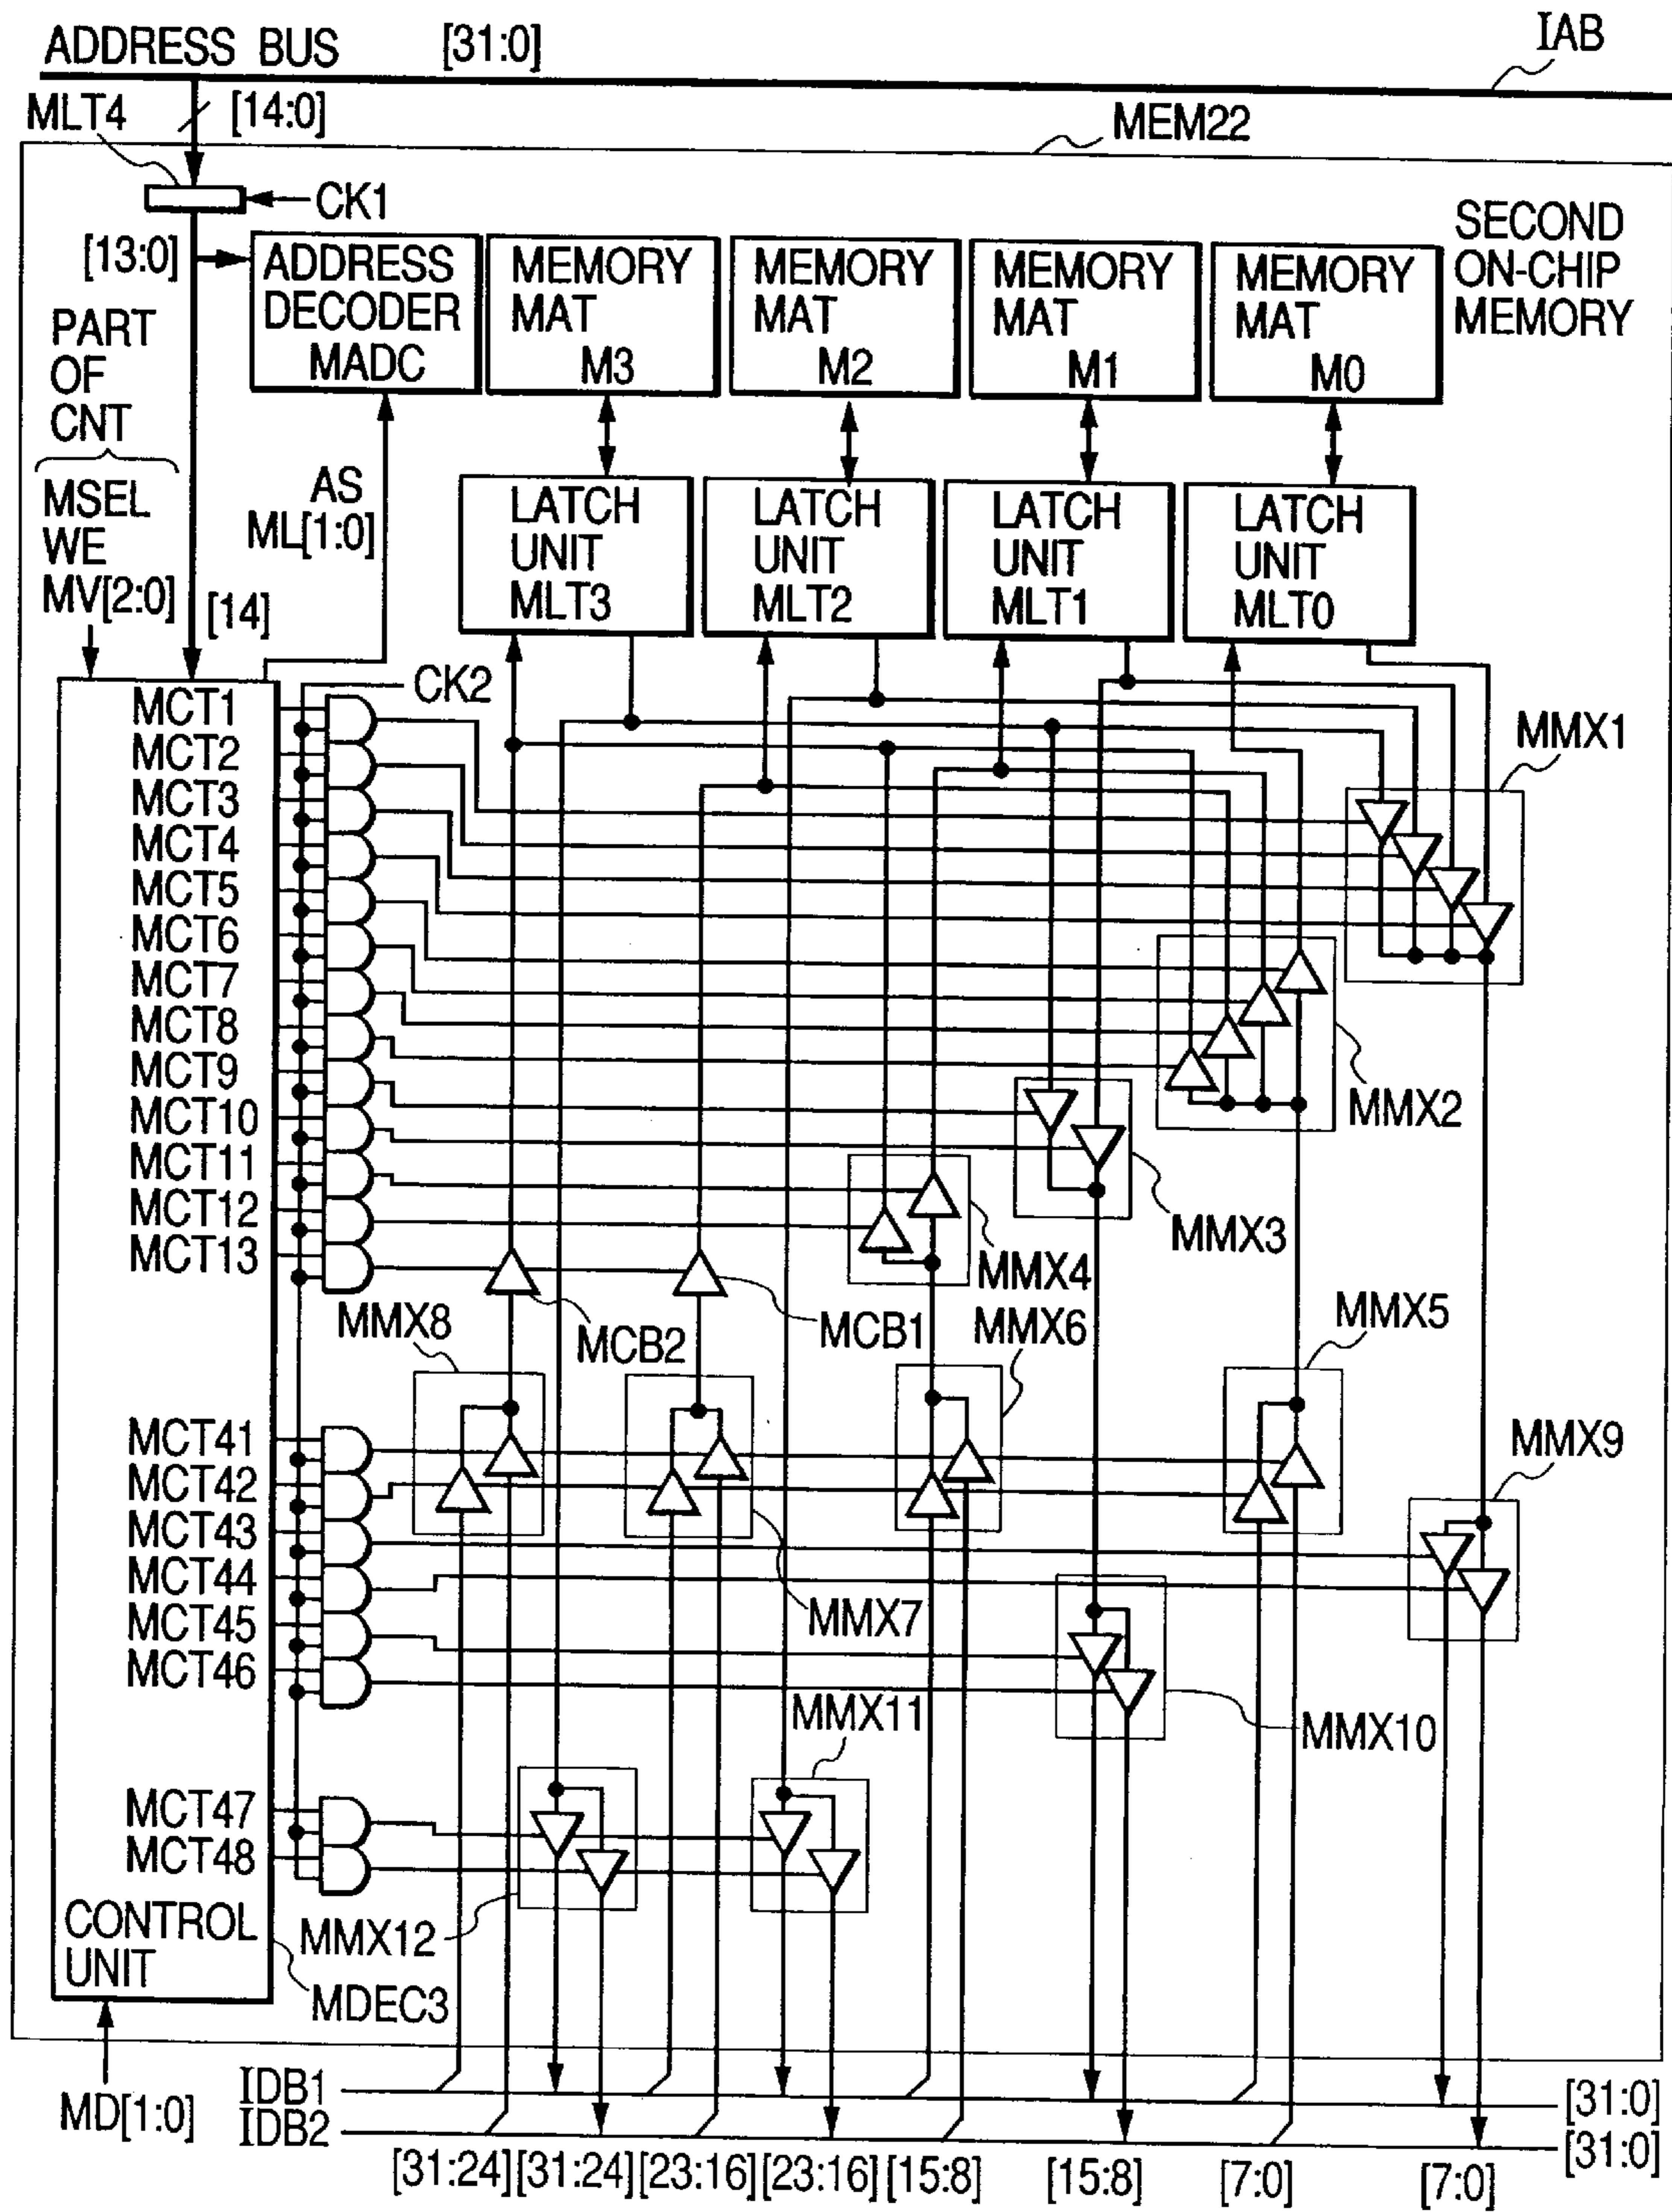 ADDRESS BUS [31:0]
IAB
MLT4
[14:0]
MEM22
CK1
SECOND
ON-CHIP
MEMORY
[13:0]
ADDRESS
DECODER
MADC
MEMORY
MAT
M3
MEMORY
MAT
M2
MEMORY
MAT
M1
MEMORY
MAT
M0
PART
OF
CNT
MSEL
WE
MV[2:0]
[14]
AS
ML[1:0]
LATCH
UNIT
MLT3
LATCH
UNIT
MLT2
LATCH
UNIT
MLT1
LATCH
UNIT
MLT0
CK2
MCT1
MCT2
MCT3
MCT4
MCT5
MCT6
MCT7
MCT8
MCT9
MCT10
MCT11
MCT12
MCT13
MMX1
MMX2
MMX3
MMX4
MMX8
MCB2
MCB1
MMX6
MMX5
MCT41
MCT42
MCT43
MCT44
MCT45
MCT46
MMX9
MMX7
MMX11
MMX10
MCT47
MCT48
CONTROL
UNIT
MMX12
MDEC3
MD[1:0]
IDB1
[31:0]
IDB2
[31:0]
[31:24] [31:24] [23:16] [23:16] [15:8] [15:8] [7:0] [7:0]